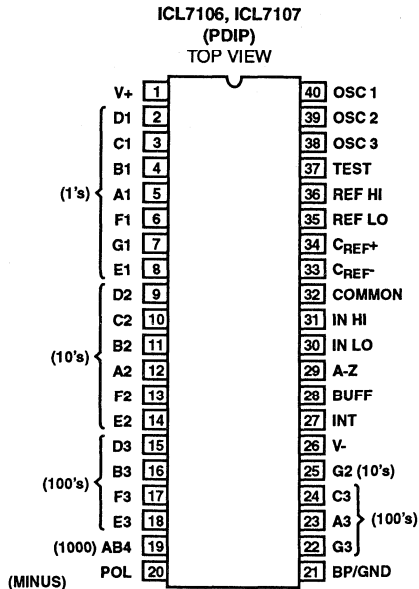 ICL7106, ICL7107
(PDIP)
TOP VIEW
V+ 1 40 OSC 1
D1 2 39 OSC 2
C1 3 38 OSC 3
B1 4 37 TEST
(1's) A1 5 36 REF HI
F1 6 35 REF LO
G1 7 34 CREF+
E1 8 33 CREF-
D2 9 32 COMMON
C2 10 31 IN HI
(10's) B2 11 30 IN LO
A2 12 29 A-Z
F2 13 28 BUFF
E2 14 27 INT
D3 15 26 V-
B3 16 25 G2 (10's)
(100's) F3 17 24 C3
E3 18 23 A3 (100's)
(1000) AB4 19 22 G3
(MINUS) POL 20 21 BP/GND